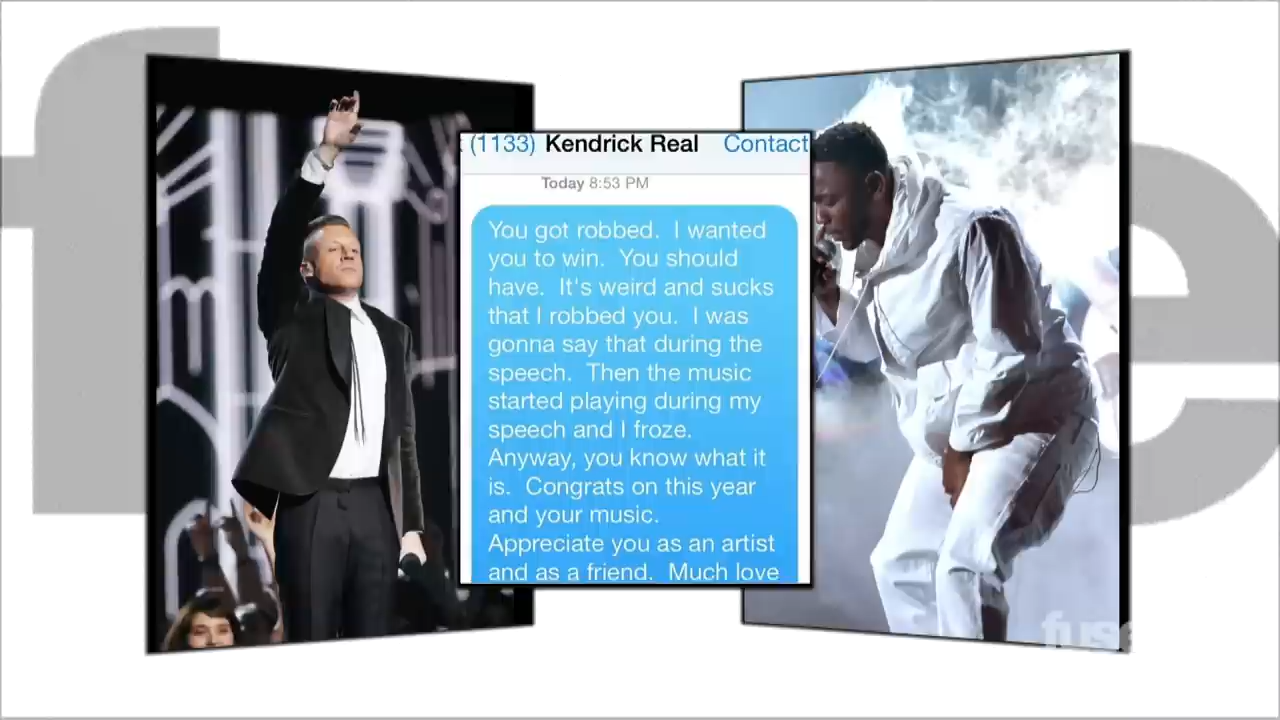 (1133) Kendrick Real Contact
Today 8:53 PM
You got robbed. I wanted
you to win. You should
have. It's weird and sucks
that I robbed you. I was
gonna say that during the
speech. Then the music
started playing during my
speech and I froze.
Anyway, you know what it
is. Congrats on this year
and your music.
Appreciate you as an artist
and as a friend. Much love
fuse